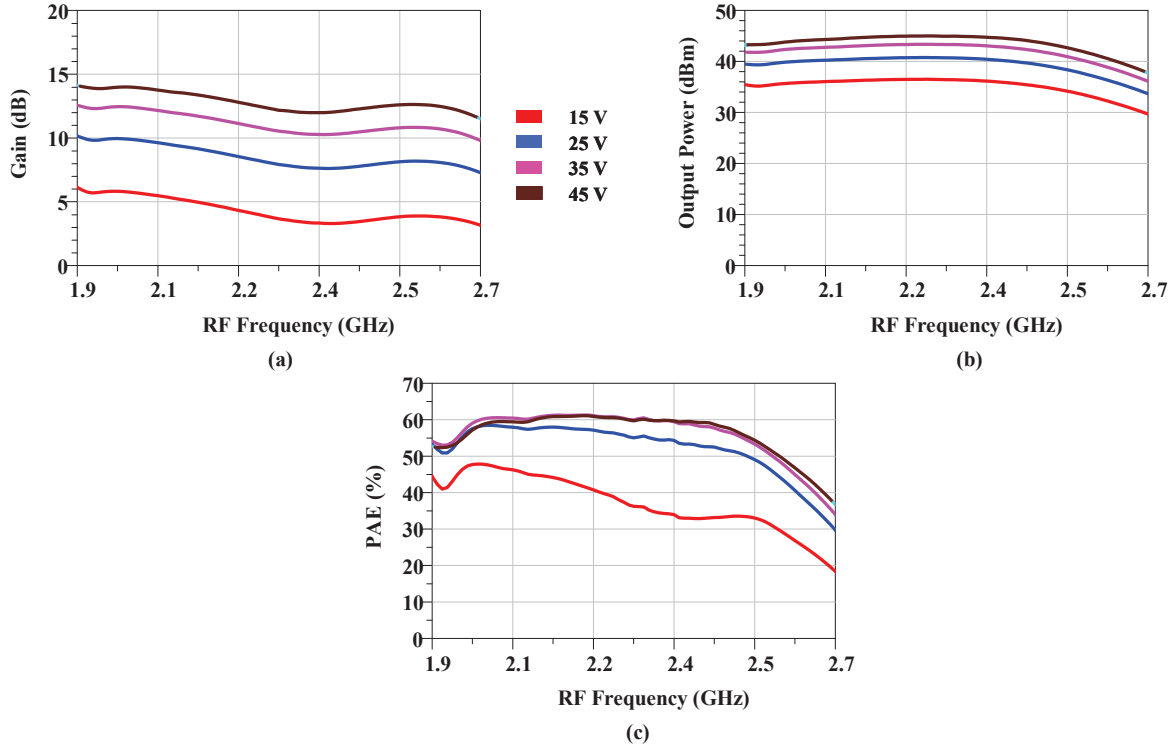 20
15
10
5
0
Gain (dB)
1.9 2.1 2.2 2.4 2.5 2.7
RF Frequency (GHz)
(a)
15 V
25 V
35 V
45 V
50
40
30
20
10
0
Output Power (dBm)
1.9 2.1 2.2 2.4 2.5 2.7
RF Frequency (GHz)
(b)
70
60
50
40
30
20
10
0
PAE (%)
1.9 2.1 2.2 2.4 2.5 2.7
RF Frequency (GHz)
(c)